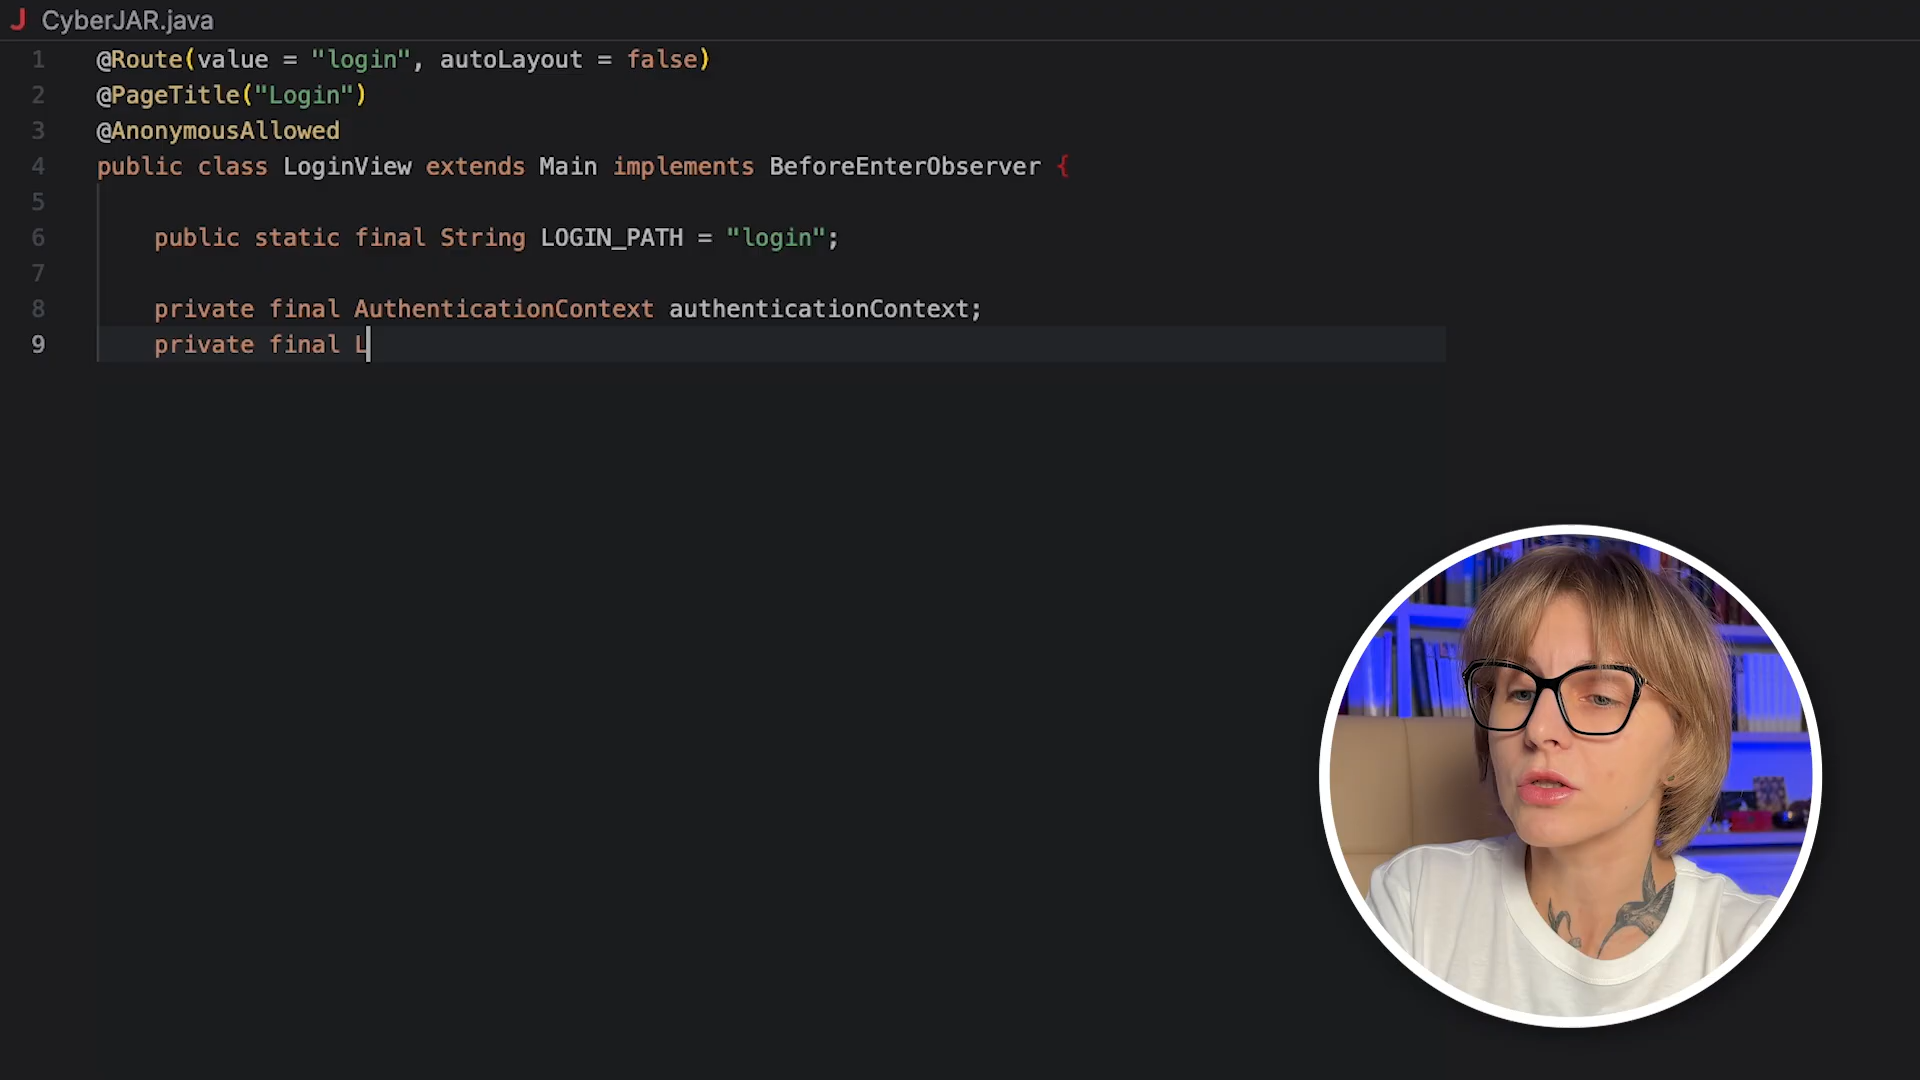 J CyberJAR.java
1 @Route(value = "login", autoLayout = false)
2 @PageTitle("Login")
3 @AnonymousAllowed
4 public class LoginView extends Main implements BeforeEnterObserver {
5
6 public static final String LOGIN_PATH = "login";
7
8 private final AuthenticationContext authenticationContext;
9 private final L